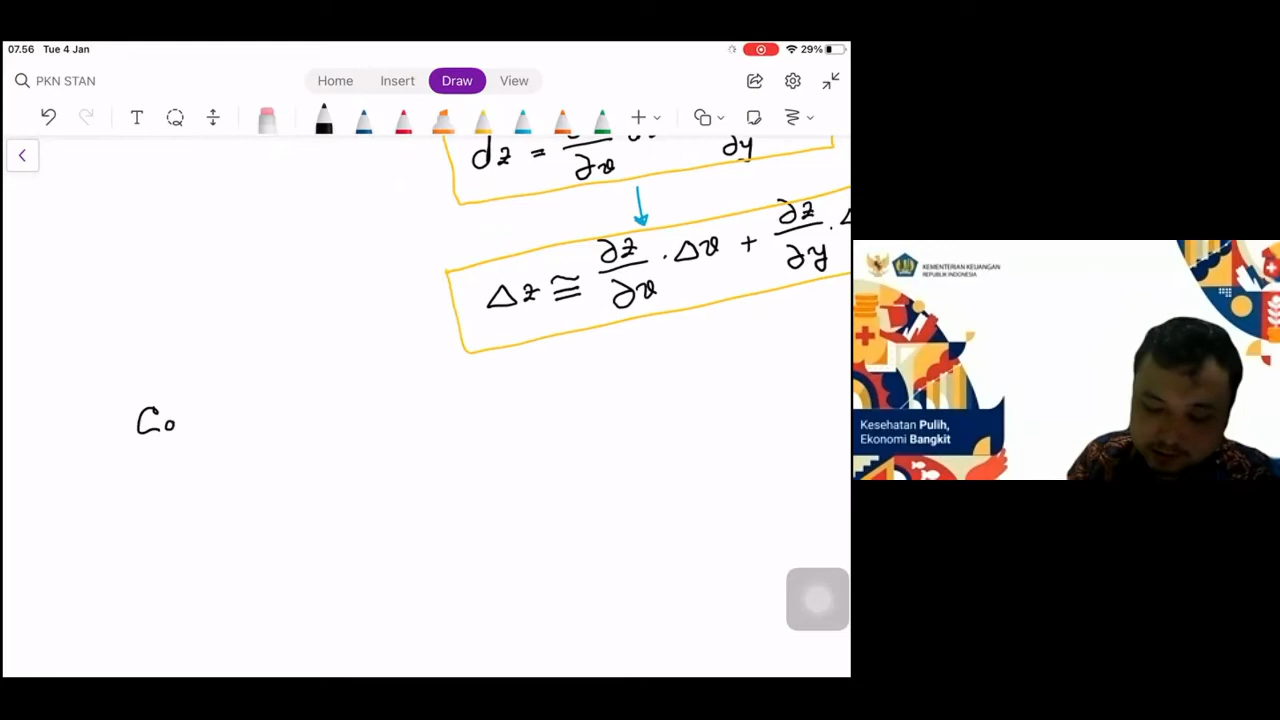 07.56 Tue 4 Jan
29%
PKN STAN
Home Insert Draw View
T
dz = ∂x ∂y
Δz ≅ ∂z/∂x . Δx + ∂z/∂y .
Co
KEMENTERIAN KEUANGAN
REPUBLIK INDONESIA
Kesehatan Pulih,
Ekonomi Bangkit